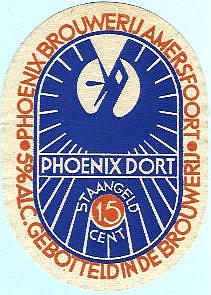 • PHOENIX BROUWERIJ AMERSFOORT •
5% ALC. GEBOTTELD IN DE BROUWERIJ
PHOENIX DORT
STAANGELD
15
CENT